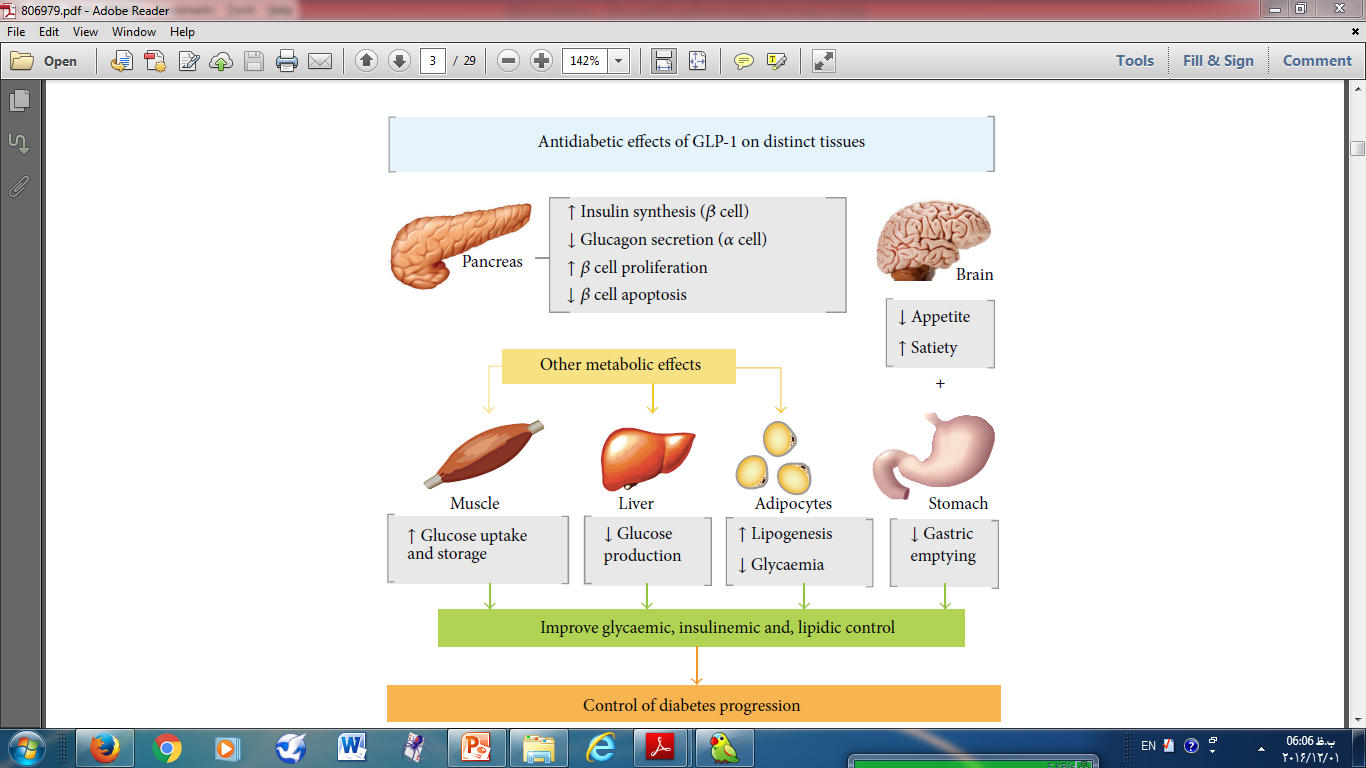 806979.pdf - Adobe Reader
File Edit View Window Help
Open 3 / 29 142% Tools Fill & Sign Comment
Antidiabetic effects of GLP-1 on distinct tissues
↑ Insulin synthesis (β cell)
↓ Glucagon secretion (α cell)
↑ β cell proliferation
↓ β cell apoptosis
Pancreas
Brain
↓ Appetite
↑ Satiety
+
Other metabolic effects
Muscle
Liver
Adipocytes
Stomach
↑ Glucose uptake
and storage
↓ Glucose
production
↑ Lipogenesis
↓ Glycaemia
↓ Gastric
emptying
Improve glycaemic, insulinemic and, lipidic control
Control of diabetes progression
EN
06:06 ب.ظ
۲۰۱۶/۱۲/۰۱